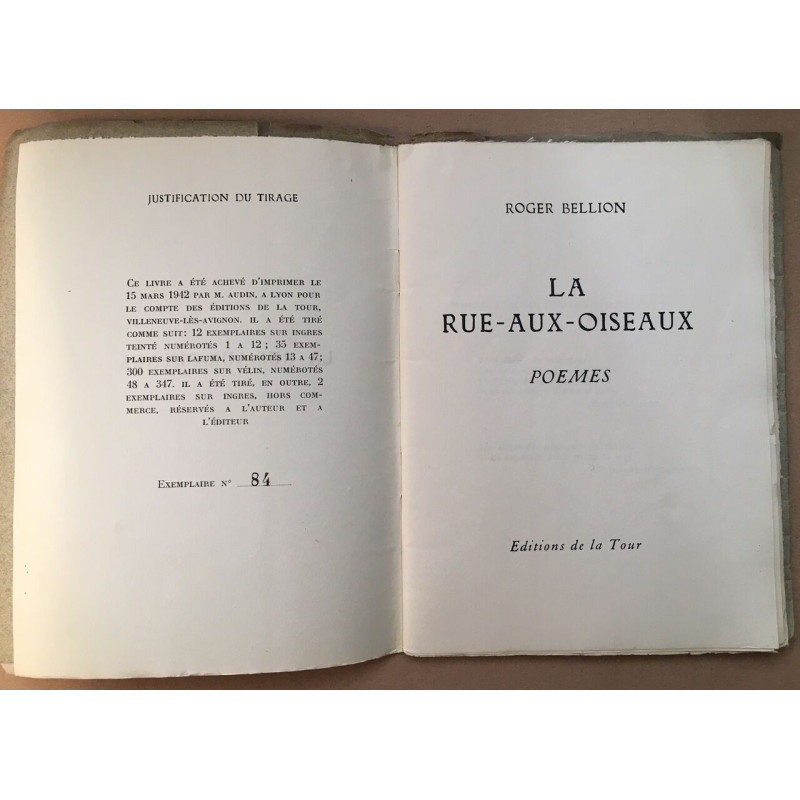 JUSTIFICATION DU TIRAGE
CE LIVRE A ÉTÉ ACHEVÉ D'IMPRIMER LE
15 MARS 1942 PAR M. AUDIN, A LYON POUR
LE COMPTE DES ÉDITIONS DE LA TOUR,
VILLENEUVE-LÈS-AVIGNON. IL A ÉTÉ TIRÉ
COMME SUIT: 12 EXEMPLAIRES SUR INGRES
TEINTÉ NUMÉROTÉS 1 A 12; 35 EXEM-
PLAIRES SUR LAFUMA, NUMÉROTÉS 13 A 47;
300 EXEMPLAIRES SUR VÉLIN, NUMÉROTÉS
48 A 347. IL A ÉTÉ TIRÉ, EN OUTRE, 2
EXEMPLAIRES SUR INGRES, HORS COM-
MERCE, RÉSERVÉS A L'AUTEUR ET A
L'ÉDITEUR
EXEMPLAIRE N° 84
ROGER BELLION
LA
RUE-AUX-OISEAUX
POEMES
Editions de la Tour